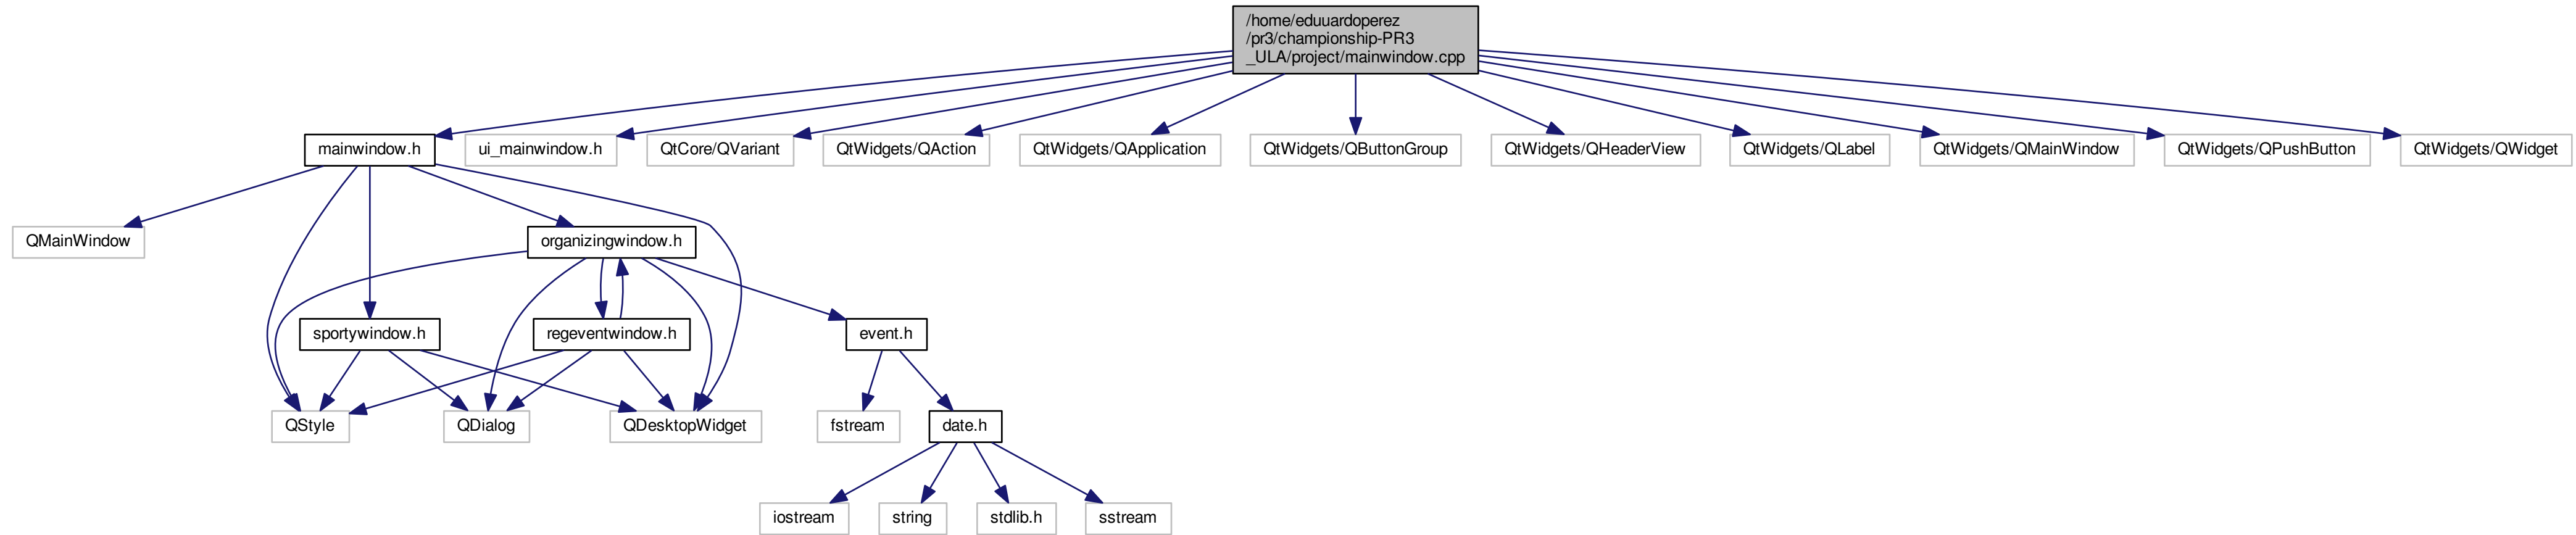 /home/eduuardoperez
/pr3/championship-PR3
_ULA/project/mainwindow.cpp
mainwindow.h
ui_mainwindow.h
QtCore/QVariant
QtWidgets/QAction
QtWidgets/QApplication
QtWidgets/QButtonGroup
QtWidgets/QHeaderView
QtWidgets/QLabel
QtWidgets/QMainWindow
QtWidgets/QPushButton
QtWidgets/QWidget
QMainWindow
organizingwindow.h
sportywindow.h
regeventwindow.h
event.h
QStyle
QDialog
QDesktopWidget
fstream
date.h
iostream
string
stdlib.h
sstream